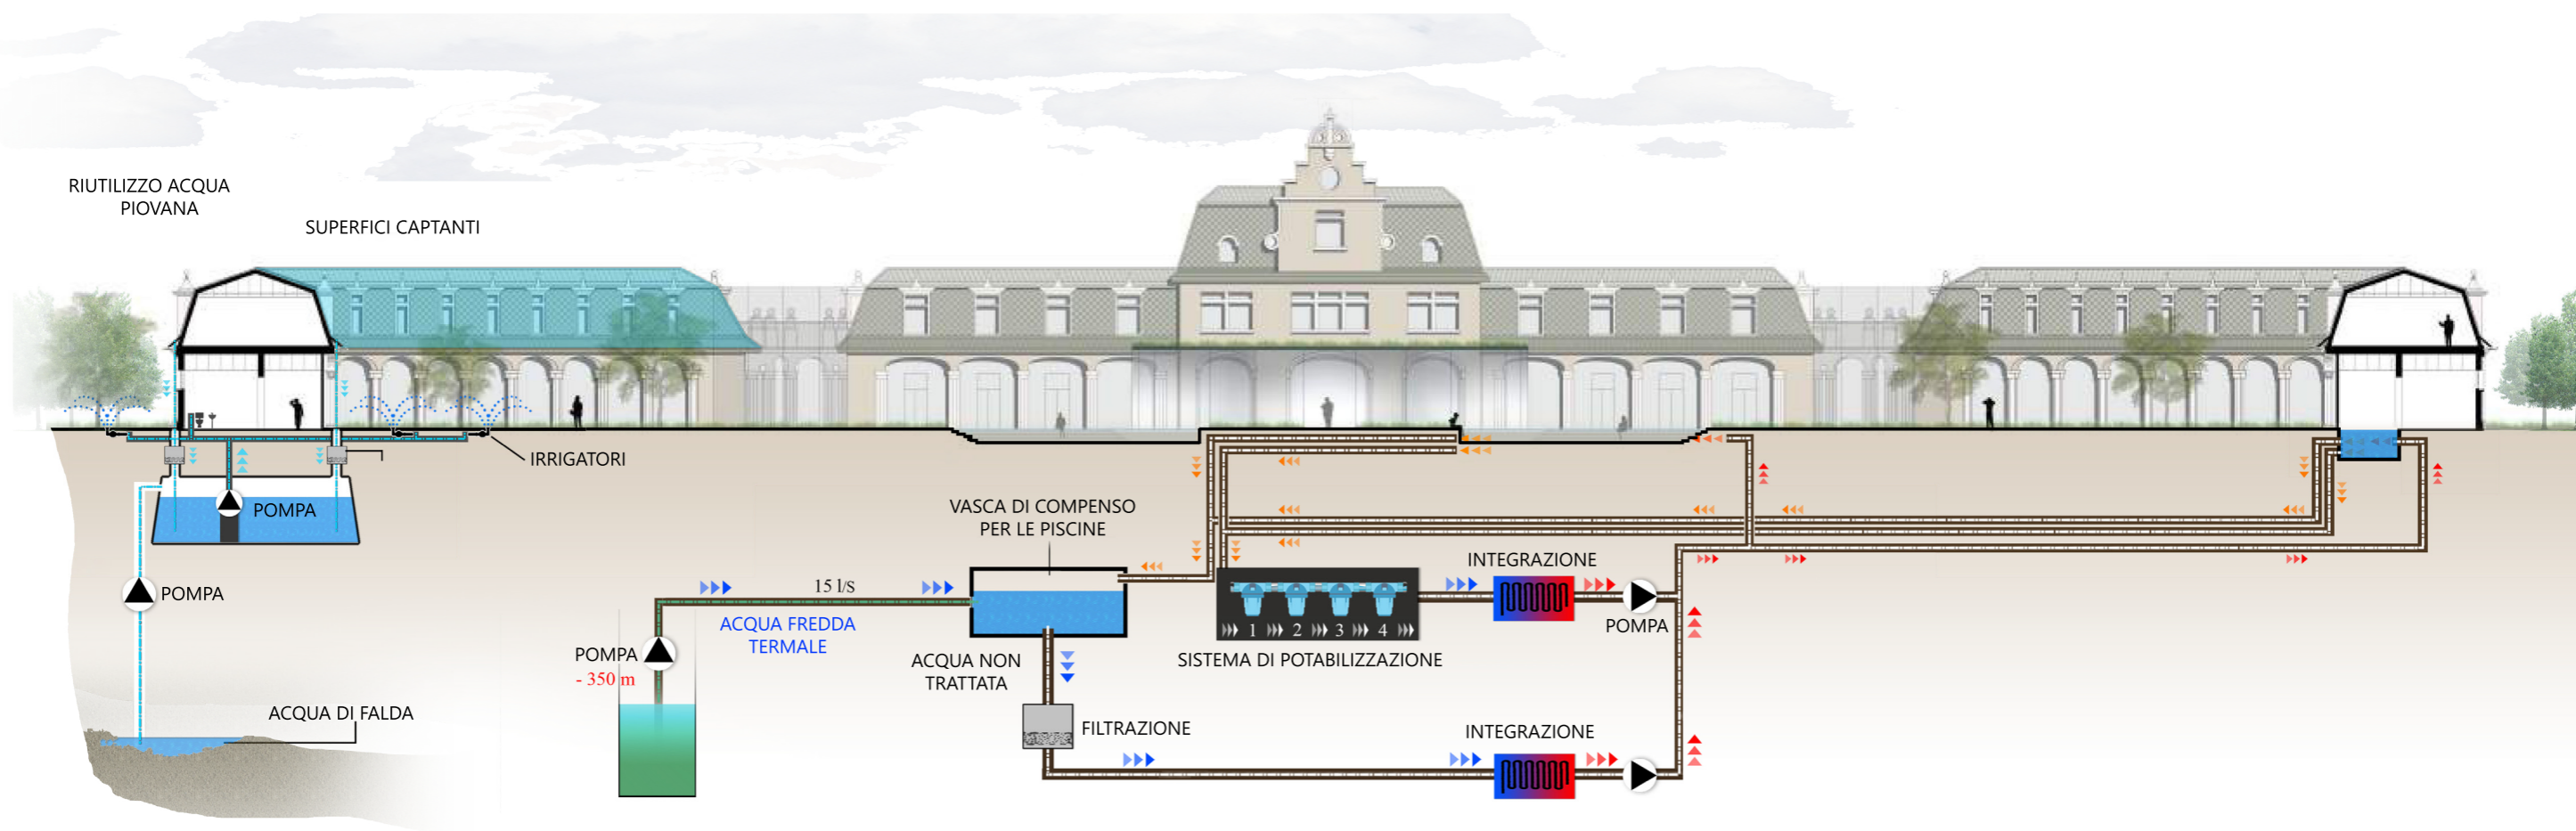 RIUTILIZZO ACQUA
PIOVANA
SUPERFICI CAPTANTI
IRRIGATORI
POMPA
POMPA
ACQUA DI FALDA
POMPA
- 350 m
15 l/S
ACQUA FREDDA
TERMALE
VASCA DI COMPENSO
PER LE PISCINE
ACQUA NON
TRATTATA
FILTRAZIONE
1 2 3 4
SISTEMA DI POTABILIZZAZIONE
INTEGRAZIONE
POMPA
INTEGRAZIONE